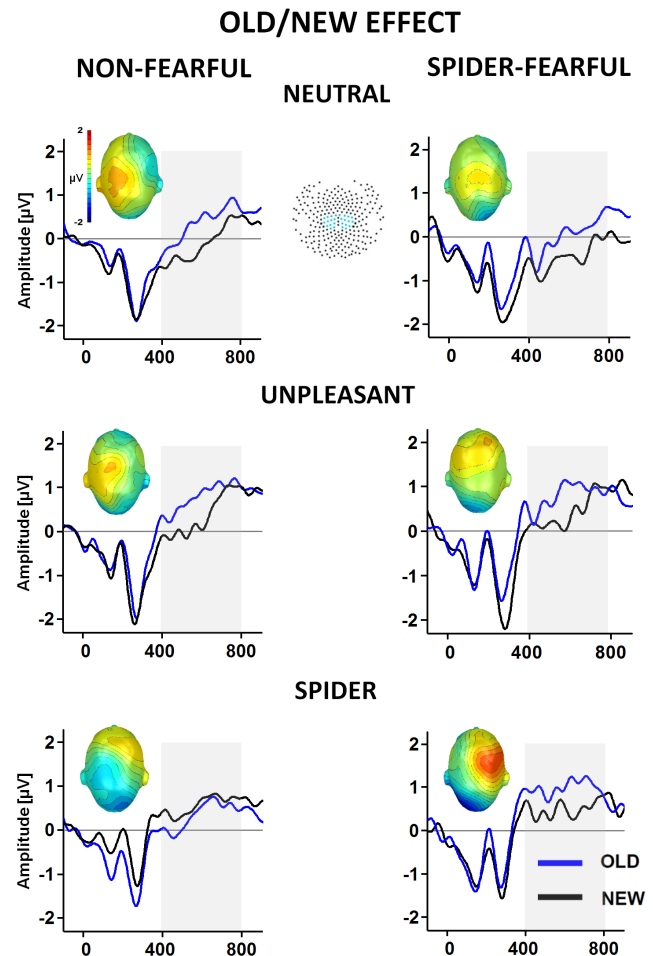 OLD/NEW EFFECT
NON-FEARFUL
SPIDER-FEARFUL
NEUTRAL
2
μV
-2
Amplitude [μV]
2
1
0
-1
-2
0 400 800
2
1
0
-1
-2
0 400 800
UNPLEASANT
Amplitude [μV]
2
1
0
-1
-2
0 400 800
2
1
0
-1
-2
0 400 800
SPIDER
Amplitude [μV]
2
1
0
-1
-2
0 400 800
2
1
0
-1
-2
0 400 800
OLD
NEW